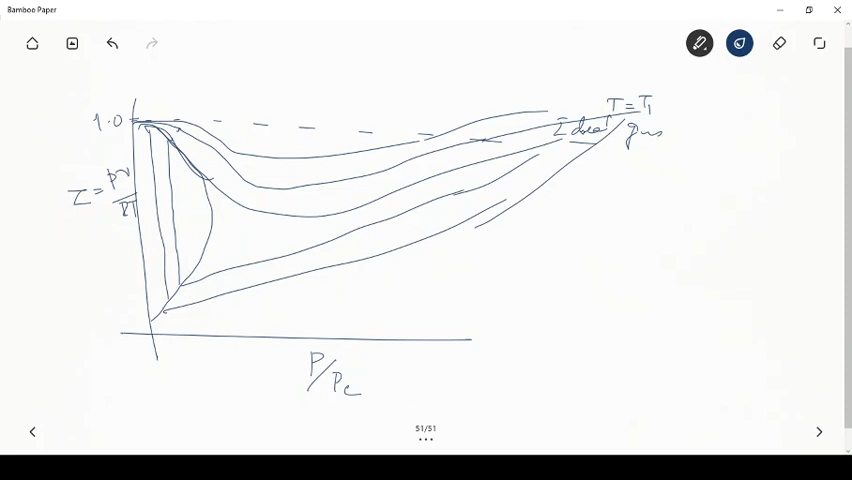 Bamboo Paper
T = T₁
1.0
Ideal gas
Z = pv/RT
P/Pc
51/51